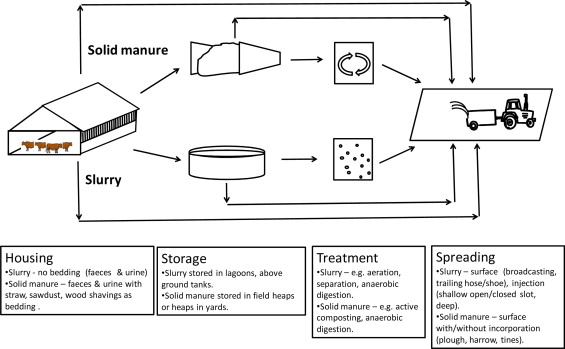 Solid manure
Slurry
Housing
•Slurry - no bedding (faeces & urine)
•Solid manure – faeces & urine with
straw, sawdust, wood shavings as
bedding .
Storage
•Slurry stored in lagoons, above
ground tanks.
•Solid manure stored in field heaps
or heaps in yards.
Treatment
•Slurry – e.g. aeration,
separation, anaerobic
digestion.
•Solid manure - e.g. active
composting, anaerobic
digestion.
Spreading
•Slurry – surface (broadcasting,
trailing hose/shoe), injection
(shallow open/closed slot,
deep).
•Solid manure - surface
with/without incorporation
(plough, harrow, tines).